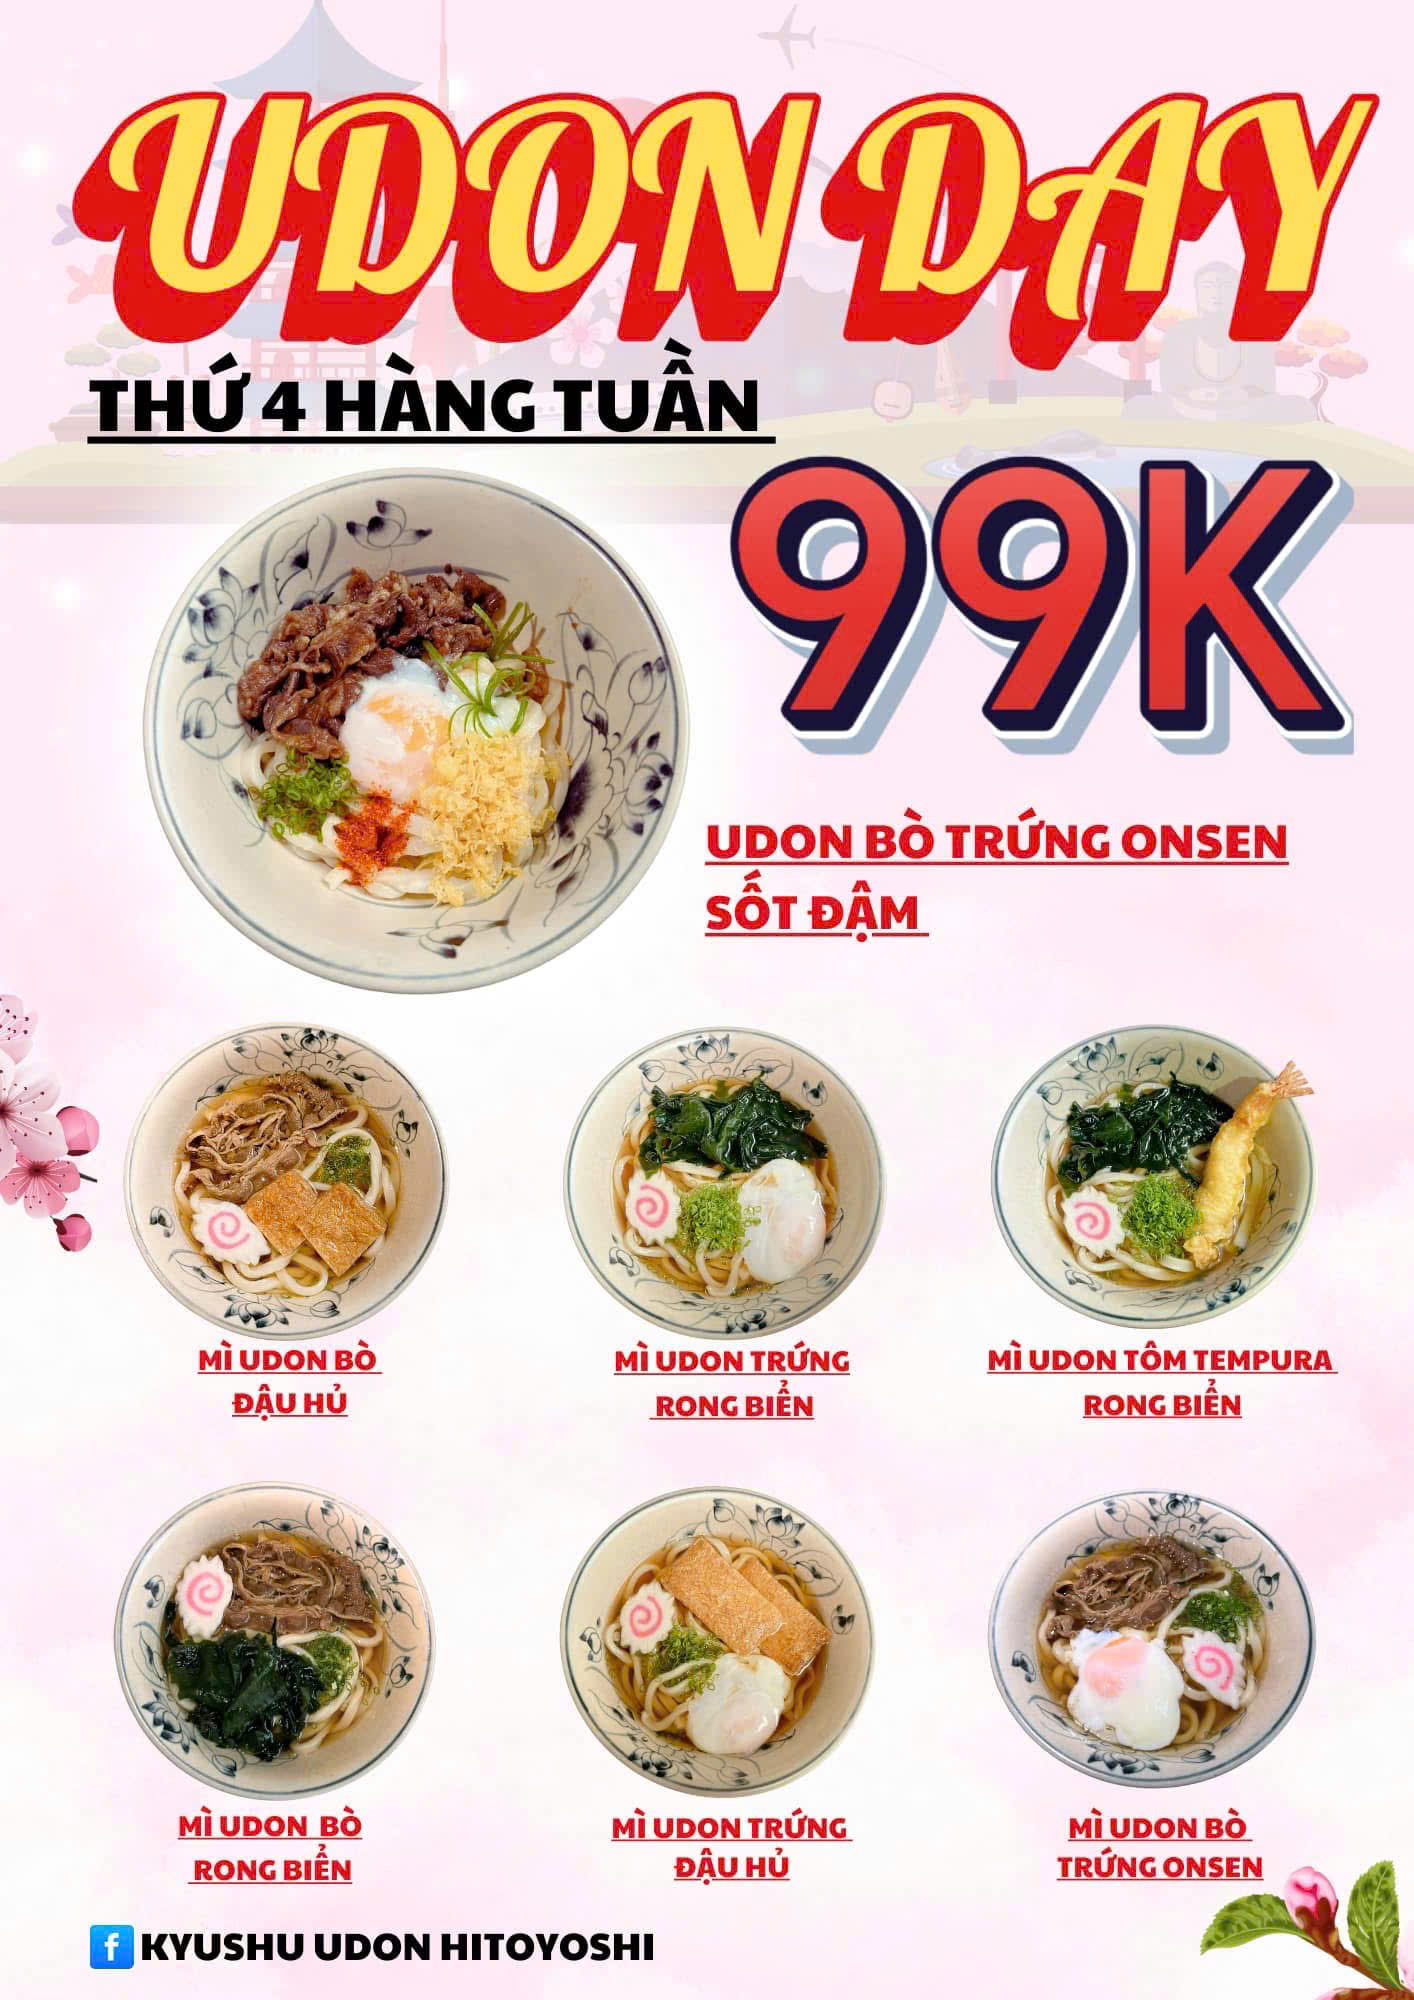 UDON DAY
THỨ 4 HÀNG TUẦN
99K
UDON BÒ TRỨNG ONSEN
SỐT ĐẬM
MÌ UDON BÒ
ĐẬU HỦ
MÌ UDON TRỨNG
RONG BIỂN
MÌ UDON TÔM TEMPURA
RONG BIỂN
MÌ UDON BÒ
RONG BIỂN
MÌ UDON TRỨNG
ĐẬU HỦ
MÌ UDON BÒ
TRỨNG ONSEN
f KYUSHU UDON HITOYOSHI